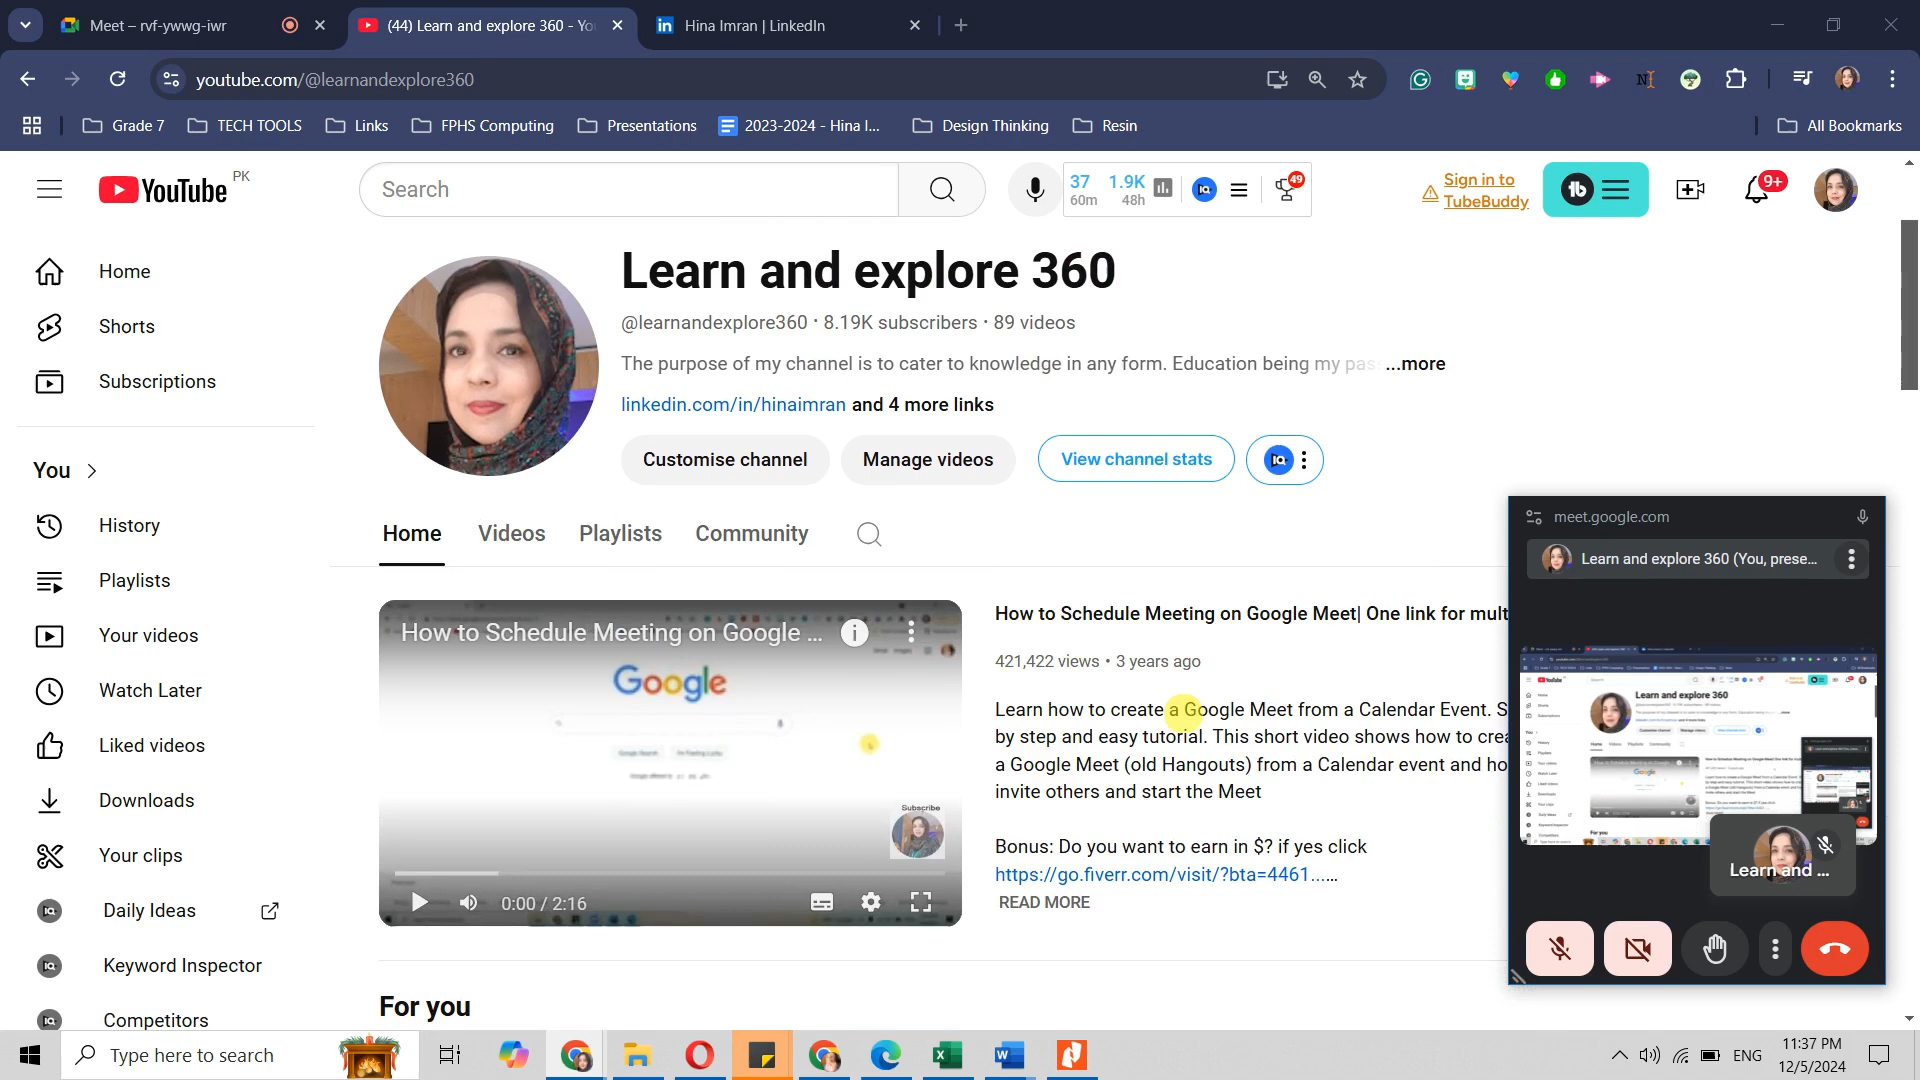 Meet – rvf-ywwg-iwr
(44) Learn and explore 360 - Yo
Hina Imran | LinkedIn
youtube.com/@learnandexplore360
Grade 7
TECH TOOLS
Links
FPHS Computing
Presentations
2023-2024 - Hina I...
Design Thinking
Resin
All Bookmarks
YouTube PK
Search
37 1.9K
60m 48h
49
Sign in to
TubeBuddy
9+
Home
Shorts
Subscriptions
You
History
Playlists
Your videos
Watch Later
Liked videos
Downloads
Your clips
Daily Ideas
Keyword Inspector
Competitors
Learn and explore 360
@learnandexplore360 · 8.19K subscribers · 89 videos
The purpose of my channel is to cater to knowledge in any form. Education being my pas ...more
linkedin.com/in/hinaimran and 4 more links
Customise channel
Manage videos
View channel stats
Home Videos Playlists Community
How to Schedule Meeting on Google ...
Google
Subscribe
0:00 / 2:16
How to Schedule Meeting on Google Meet| One link for mult
421,422 views • 3 years ago
Learn how to create a Google Meet from a Calendar Event. S
by step and easy tutorial. This short video shows how to crea
a Google Meet (old Hangouts) from a Calendar event and ho
invite others and start the Meet
Bonus: Do you want to earn in $? if yes click
https://go.fiverr.com/visit/?bta=4461......
READ MORE
For you
meet.google.com
Learn and explore 360 (You, prese...
Learn and explore 360
Learn and ...
Type here to search
ENG
11:37 PM
12/5/2024